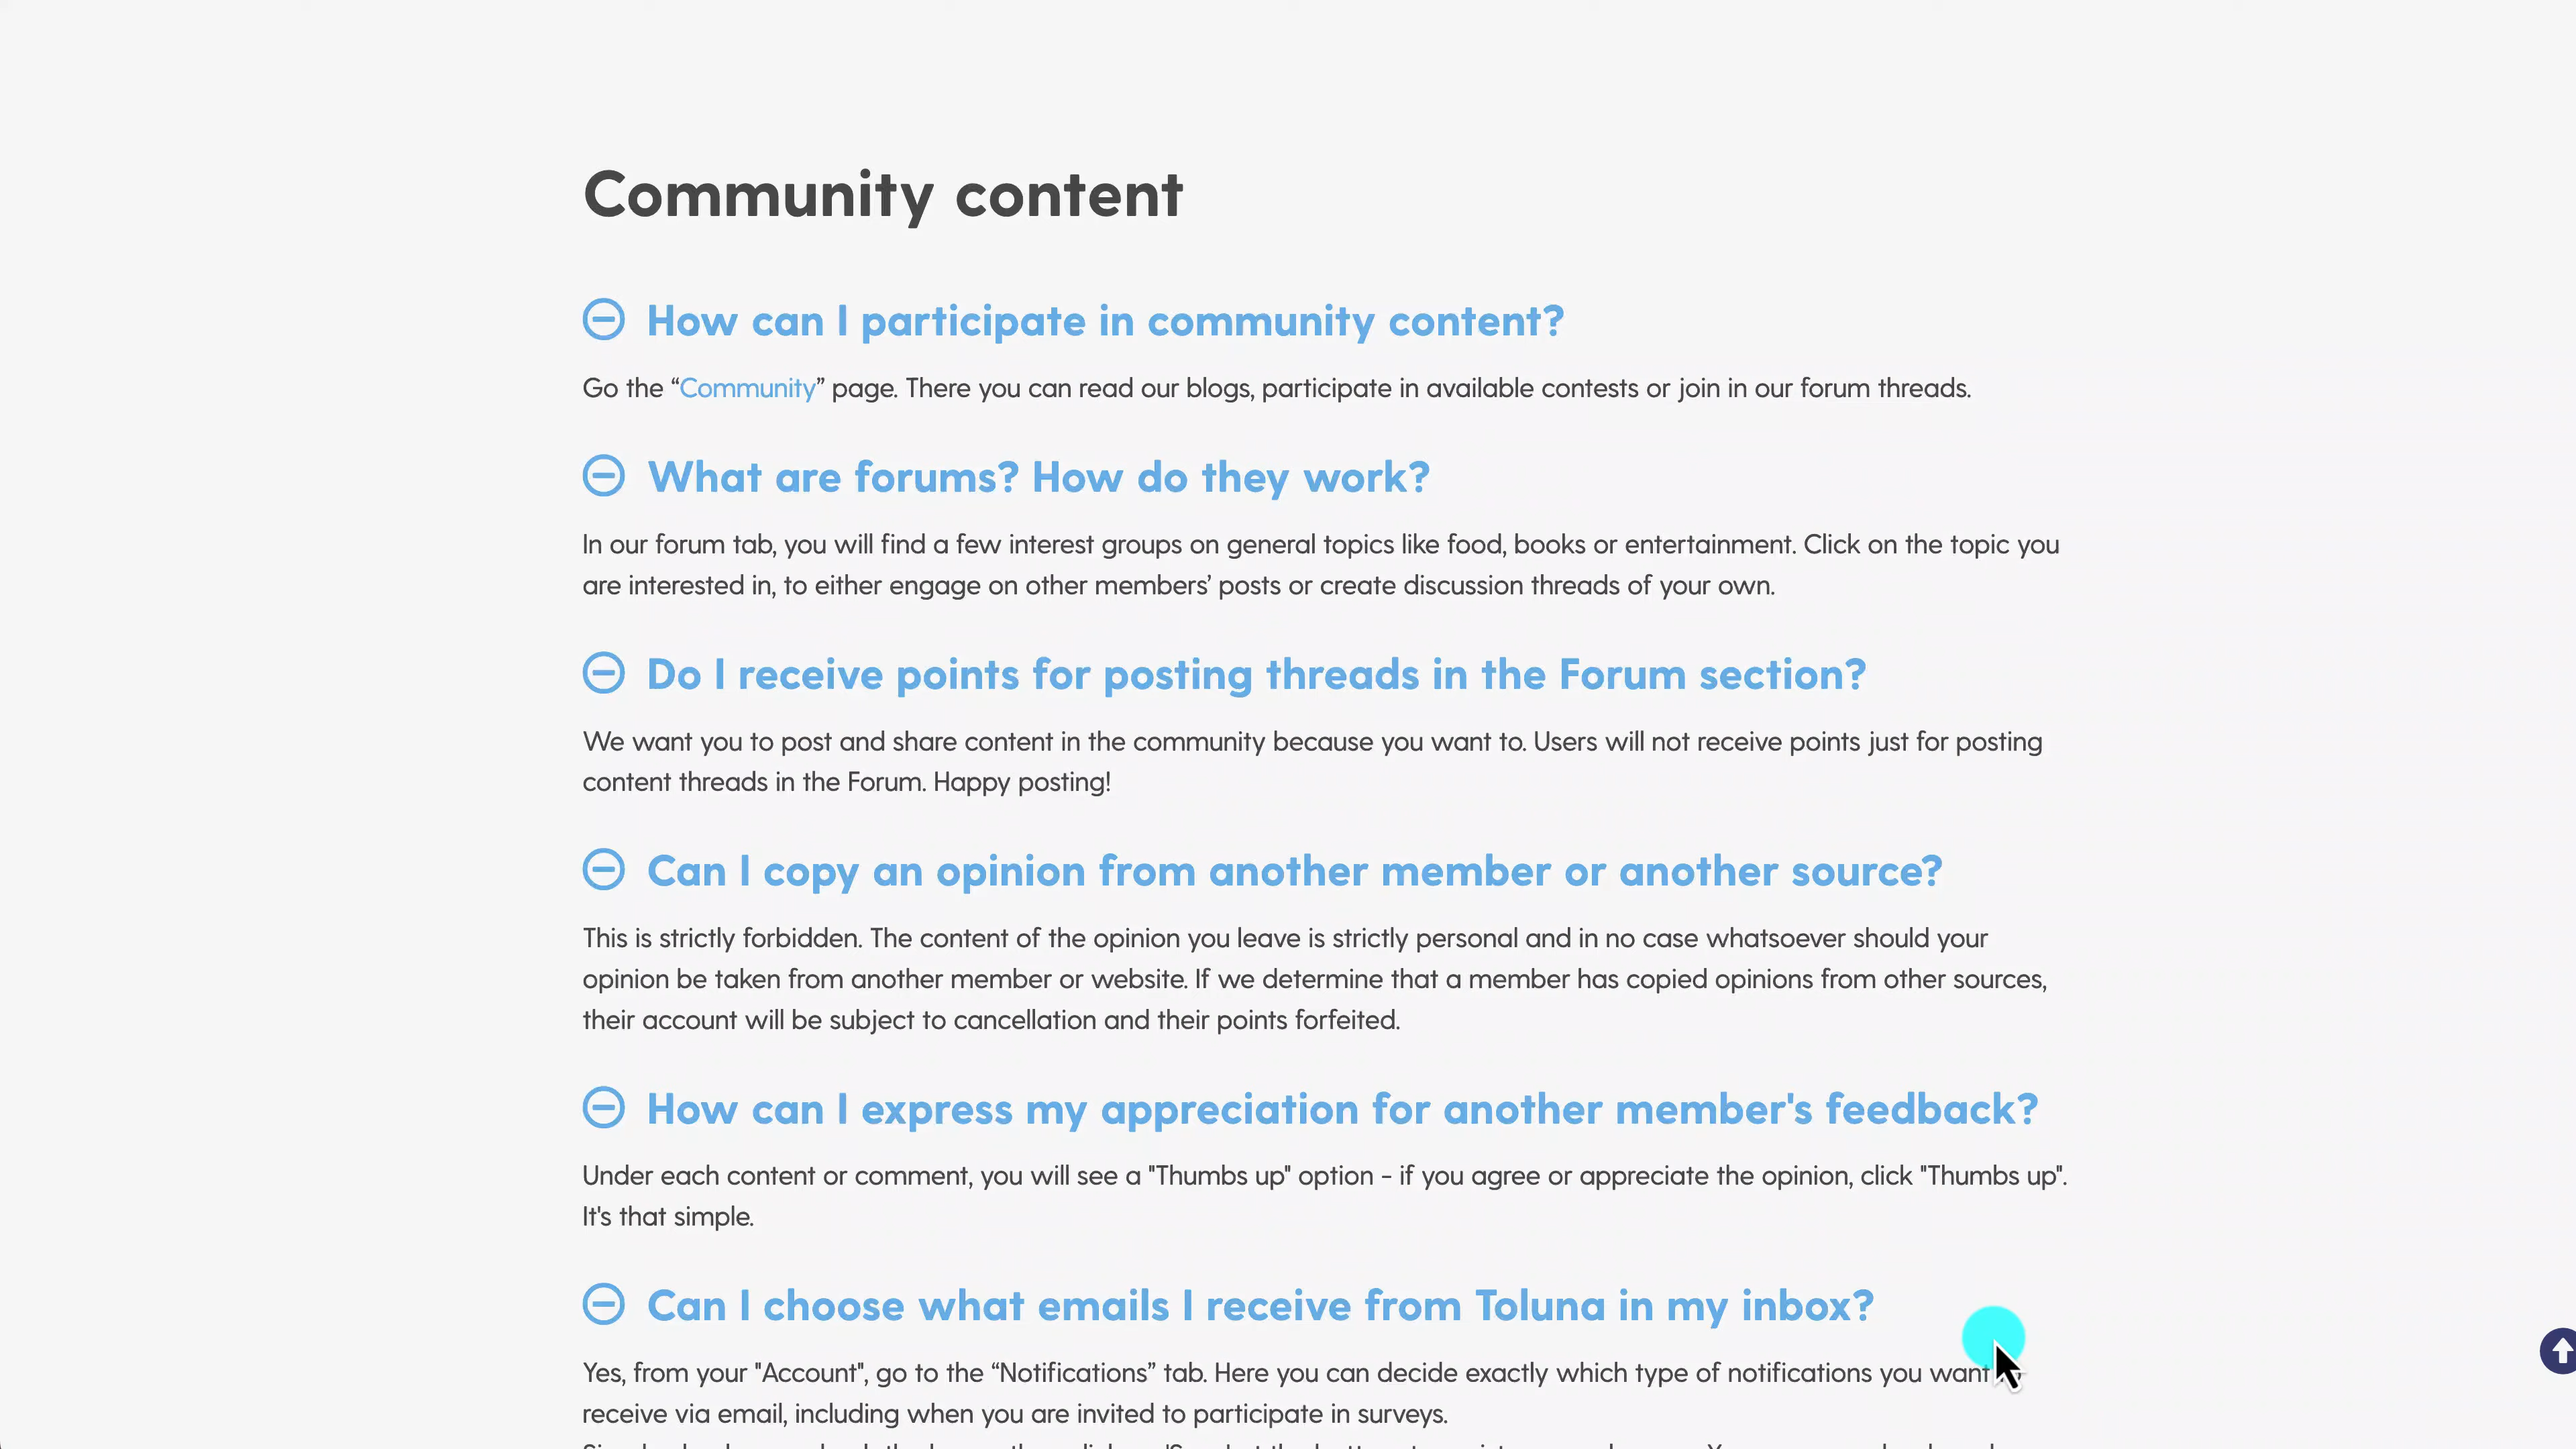 Community content
How can I participate in community content?
Go the “Community” page. There you can read our blogs, participate in available contests or join in our forum threads.
What are forums? How do they work?
In our forum tab, you will find a few interest groups on general topics like food, books or entertainment. Click on the topic you
are interested in, to either engage on other members’ posts or create discussion threads of your own.
Do I receive points for posting threads in the Forum section?
We want you to post and share content in the community because you want to. Users will not receive points just for posting
content threads in the Forum. Happy posting!
Can I copy an opinion from another member or another source?
This is strictly forbidden. The content of the opinion you leave is strictly personal and in no case whatsoever should your
opinion be taken from another member or website. If we determine that a member has copied opinions from other sources,
their account will be subject to cancellation and their points forfeited.
How can I express my appreciation for another member's feedback?
Under each content or comment, you will see a "Thumbs up" option - if you agree or appreciate the opinion, click "Thumbs up".
It's that simple.
Can I choose what emails I receive from Toluna in my inbox?
Yes, from your "Account", go to the “Notifications” tab. Here you can decide exactly which type of notifications you want
receive via email, including when you are invited to participate in surveys.